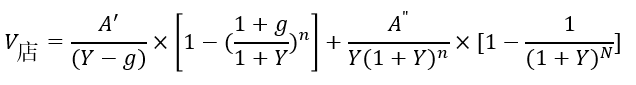 V店 = A′/(Y − g) × [1 − ((1 + g)/(1 + Y))ⁿ] + A"/(Y(1 + Y)ⁿ) × [1 − 1/(1 + Y)ᴺ]